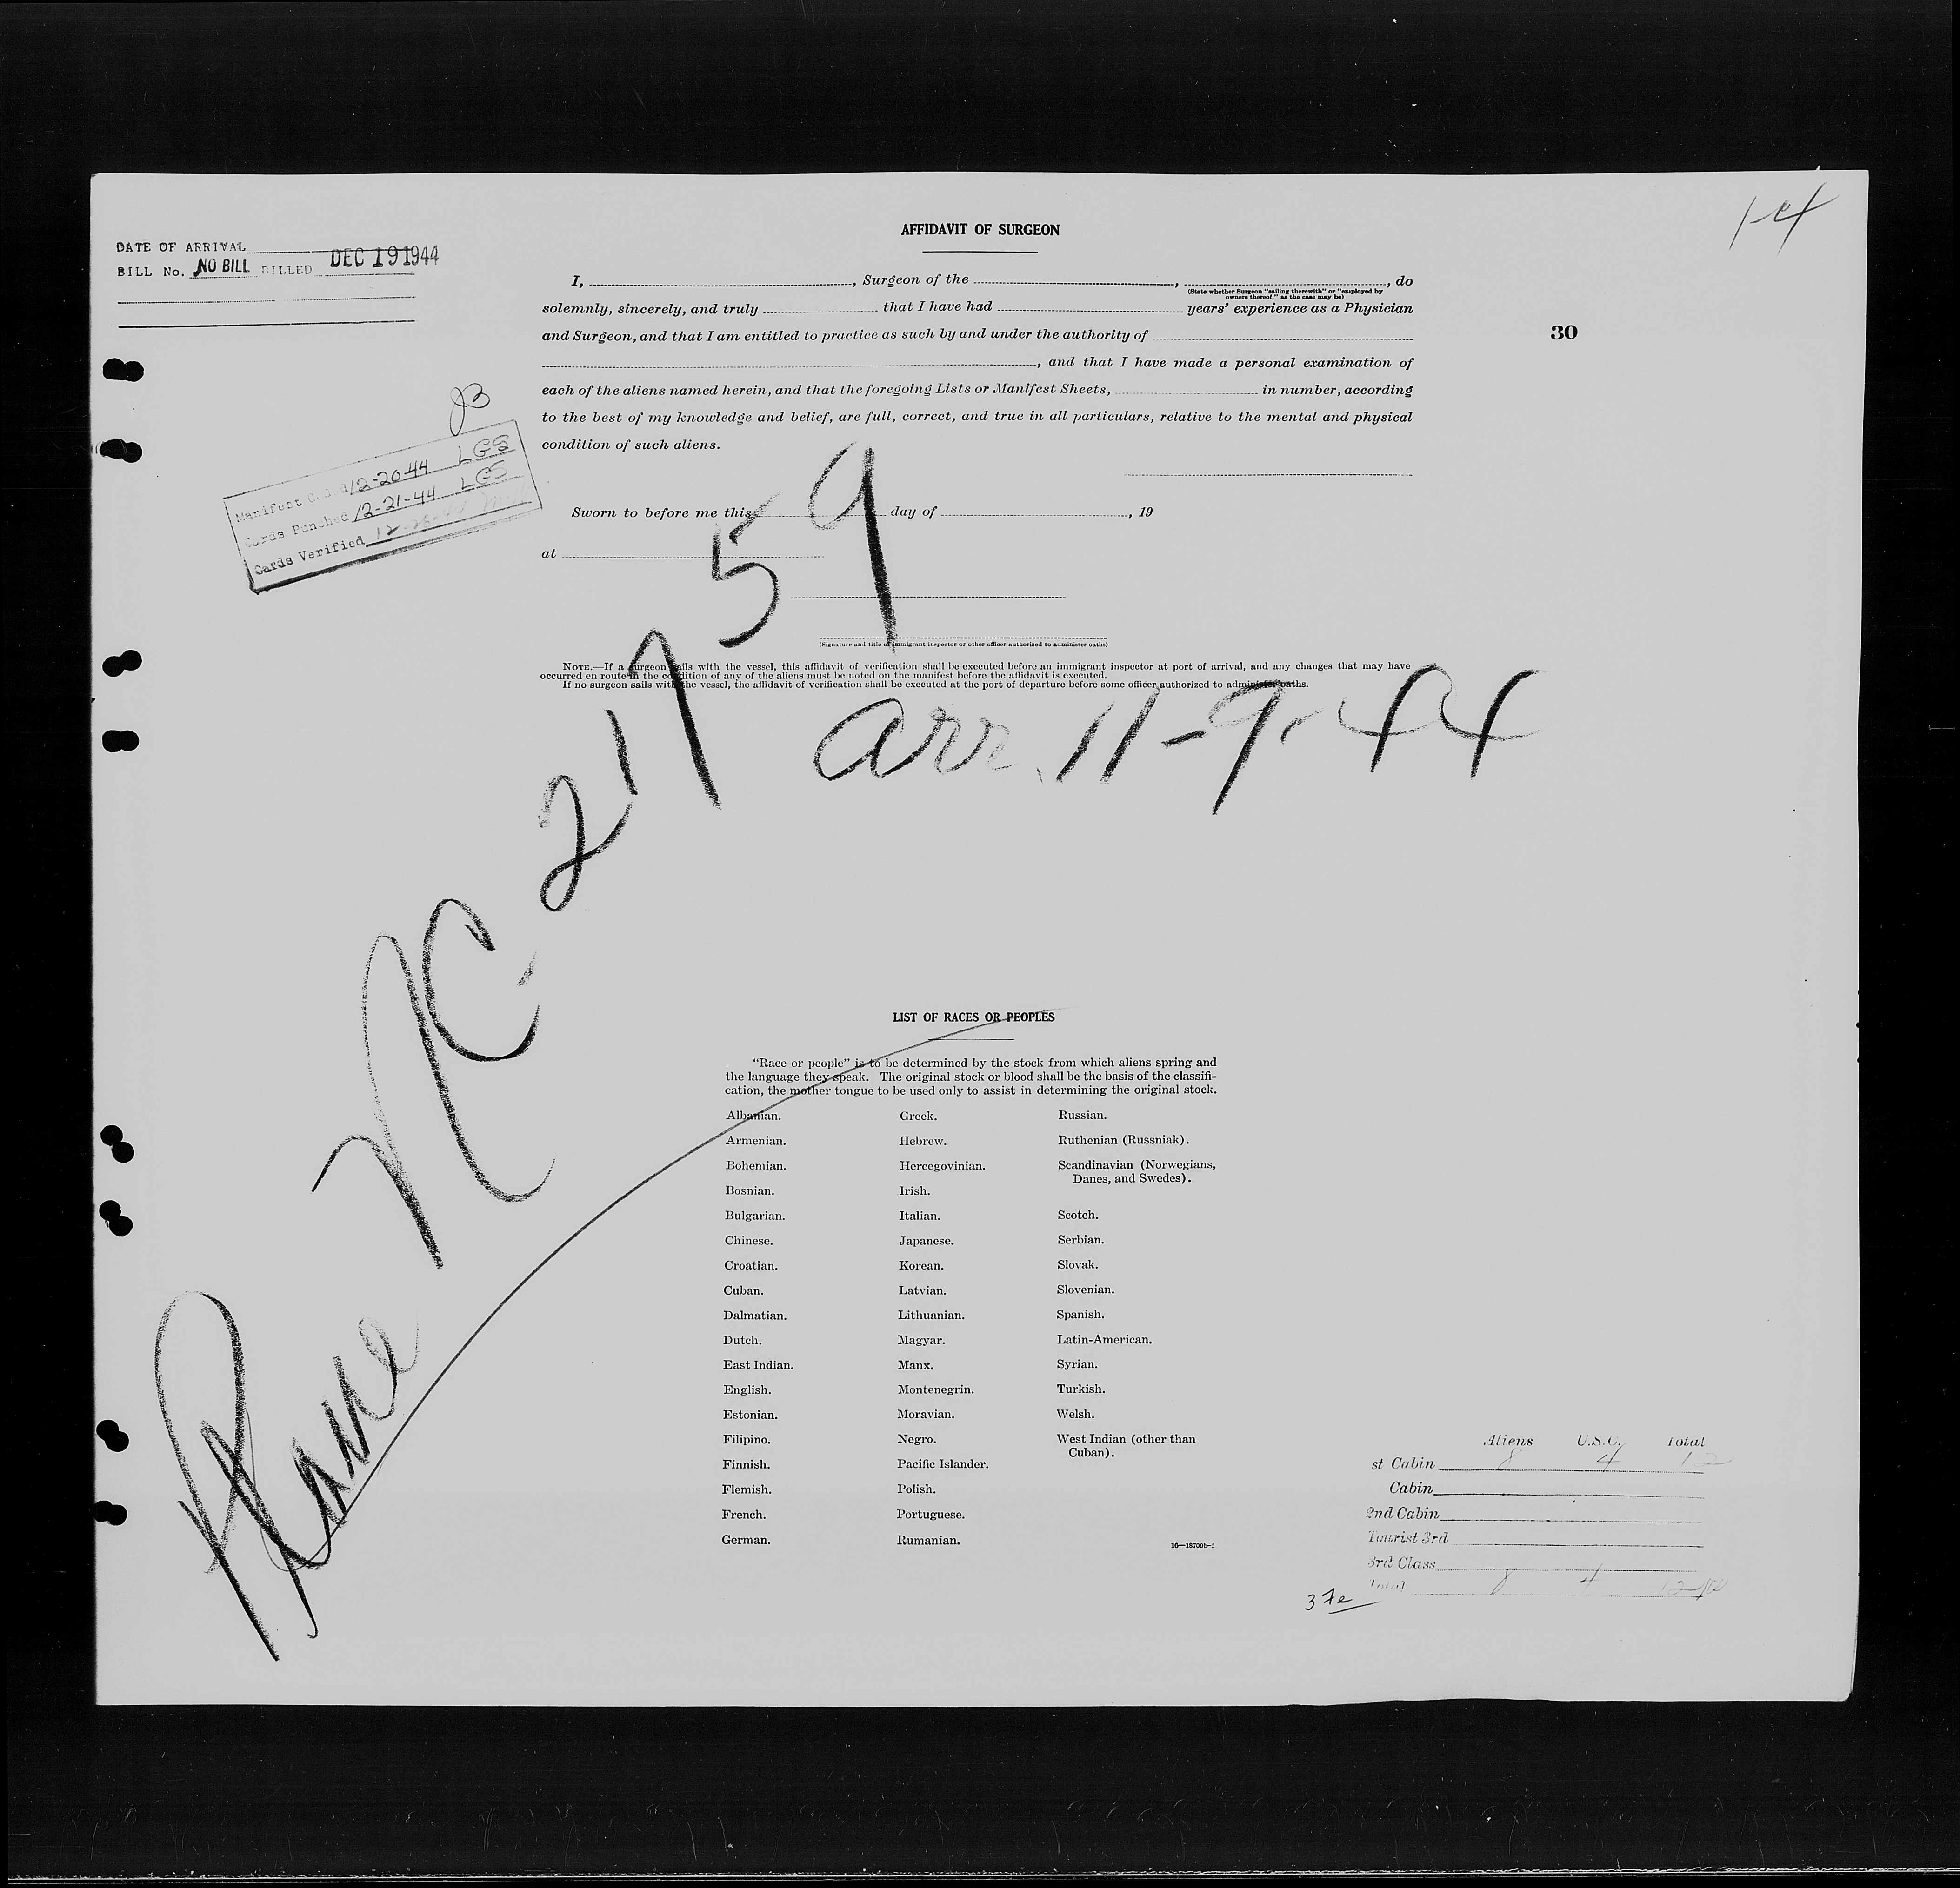 1-4
AFFIDAVIT OF SURGEON
DATE OF ARRIVAL
BILL No. NO BILL BILLED DEC 19 1944
I, , Surgeon of the , , do
(State whether Surgeon "sailing therewith" or "employed by
owners thereof," as the case may be)
solemnly, sincerely, and truly that I have had years' experience as a Physician
and Surgeon, and that I am entitled to practice as such by and under the authority of
30
, and that I have made a personal examination of
each of the aliens named herein, and that the foregoing Lists or Manifest Sheets, in number, according
to the best of my knowledge and belief, are full, correct, and true in all particulars, relative to the mental and physical
condition of such aliens.
Manifest 12-20-44 LGS
Cards Punched 12-21-44 LGS
Cards Verified
Sworn to before me this day of , 19
at
(Signature and title of immigrant inspector or other officer authorized to administer oaths)
NOTE.—If a surgeon sails with the vessel, this affidavit of verification shall be executed before an immigrant inspector at port of arrival, and any changes that may have
occurred en route in the condition of any of the aliens must be noted on the manifest before the affidavit is executed.
If no surgeon sails with the vessel, the affidavit of verification shall be executed at the port of departure before some officer authorized to administer oaths.
Plane NC-21759
arr. 11-9-44
LIST OF RACES OR PEOPLES
"Race or people" is to be determined by the stock from which aliens spring and
the language they speak. The original stock or blood shall be the basis of the classifi-
cation, the mother tongue to be used only to assist in determining the original stock.
Albanian.
Armenian.
Bohemian.
Bosnian.
Bulgarian.
Chinese.
Croatian.
Cuban.
Dalmatian.
Dutch.
East Indian.
English.
Estonian.
Filipino.
Finnish.
Flemish.
French.
German.
Greek.
Hebrew.
Hercegovinian.
Irish.
Italian.
Japanese.
Korean.
Latvian.
Lithuanian.
Magyar.
Manx.
Montenegrin.
Moravian.
Negro.
Pacific Islander.
Polish.
Portuguese.
Rumanian.
Russian.
Ruthenian (Russniak).
Scandinavian (Norwegians,
Danes, and Swedes).
Scotch.
Serbian.
Slovak.
Slovenian.
Spanish.
Latin-American.
Syrian.
Turkish.
Welsh.
West Indian (other than
Cuban).
16—18709b-1
Aliens U.S.C. Total
st Cabin 8 4 12
Cabin
2nd Cabin
Tourist 3rd
3rd Class
Total 8 4 12